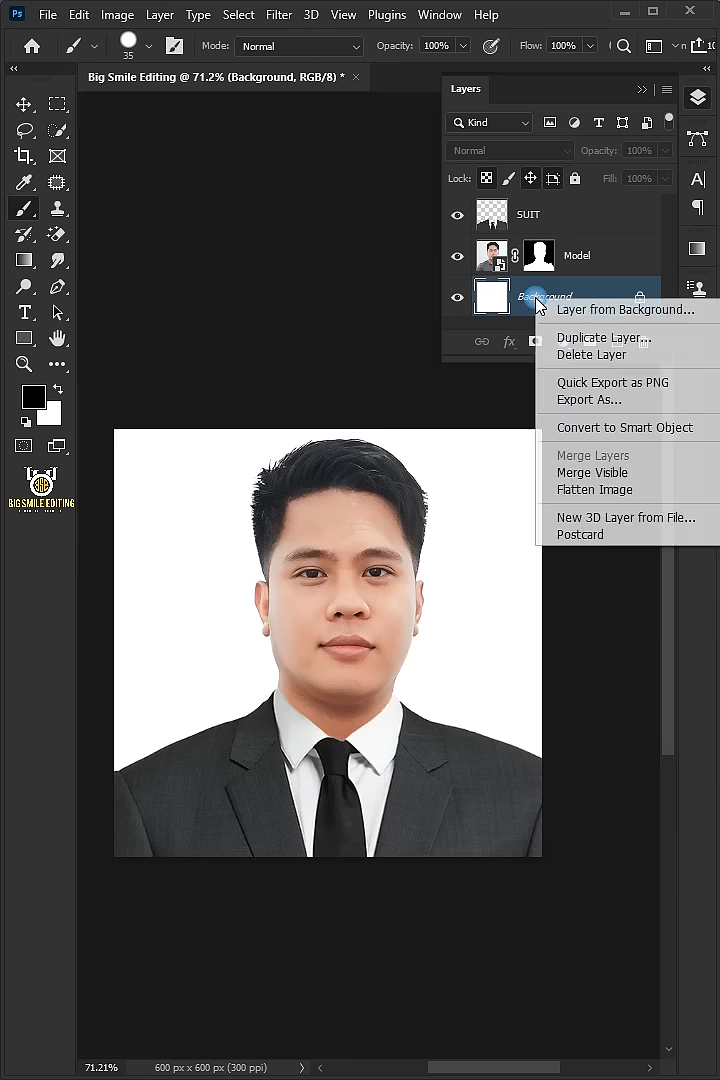 Ps File Edit Image Layer Type Select Filter 3D View Plugins Window Help
35 Mode: Normal Opacity: 100% Flow: 100%
Big Smile Editing @ 71.2% (Background, RGB/8) * ×
Layers
Kind
Normal Opacity: 100%
Lock: Fill: 100%
SUIT
Model
Background
fx
Layer from Background...
Duplicate Layer...
Delete Layer
Quick Export as PNG
Export As...
Convert to Smart Object
Merge Layers
Merge Visible
Flatten Image
New 3D Layer from File...
Postcard
BIG SMILE EDITING
71.21% 600 px x 600 px (300 ppi)